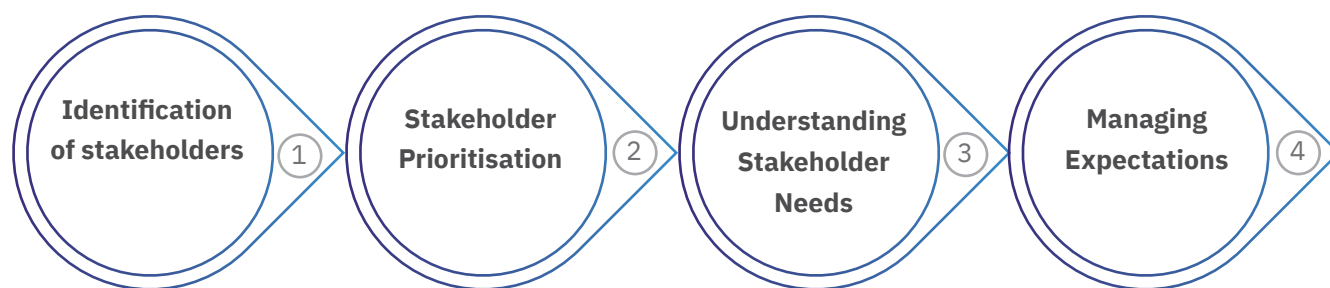 Identification
of stakeholders
1
Stakeholder
Prioritisation
2
Understanding
Stakeholder
Needs
3
Managing
Expectations
4